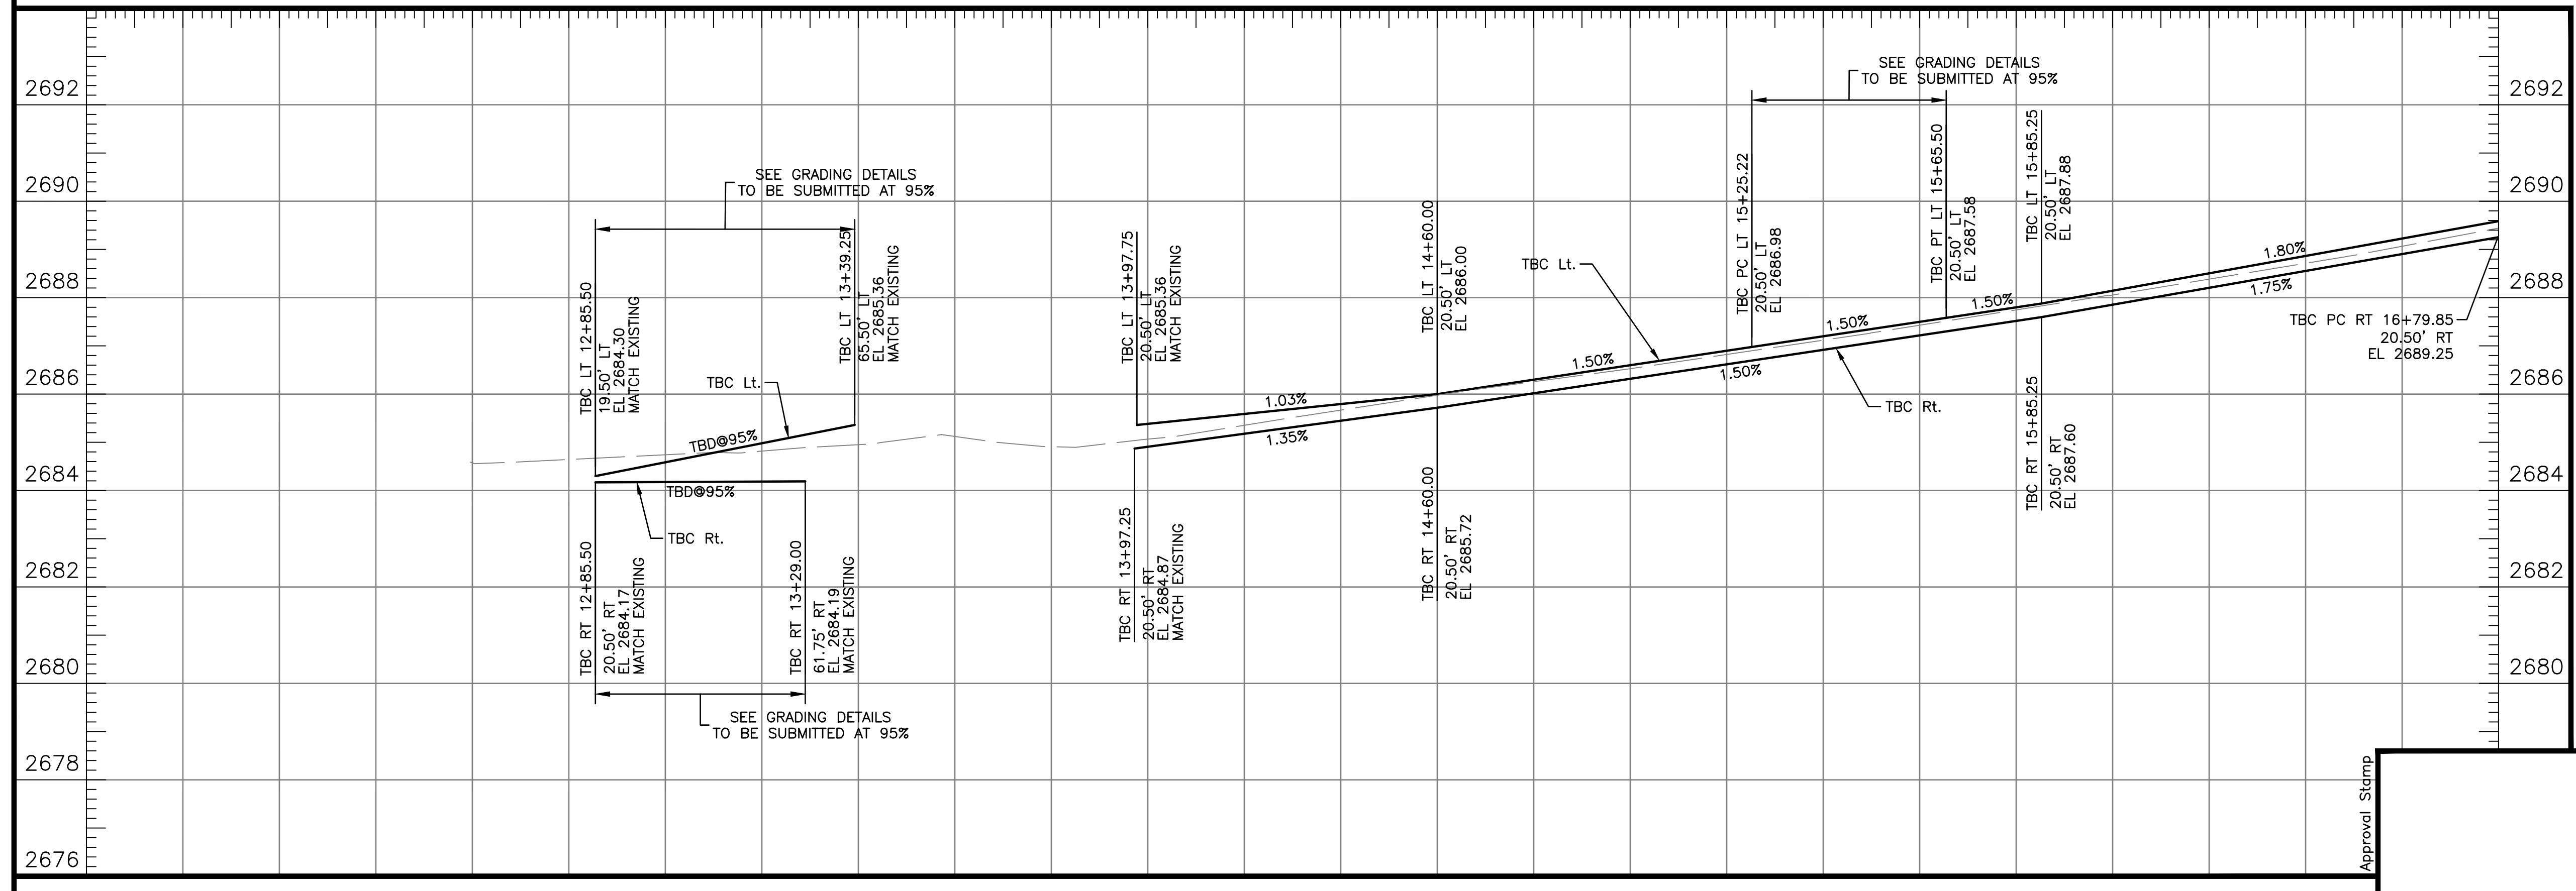 2692
2690
2688
2686
2684
2682
2680
2678
2676
SEE GRADING DETAILS
TO BE SUBMITTED AT 95%
TBC LT 12+85.50
19.50' LT
EL 2684.30
MATCH EXISTING
TBC LT 13+39.25
65.50' LT
EL 2685.36
MATCH EXISTING
TBC Lt.
TBD@95%
TBD@95%
TBC Rt.
TBC RT 12+85.50
20.50' RT
EL 2684.17
MATCH EXISTING
TBC RT 13+29.00
61.75' RT
EL 2684.19
MATCH EXISTING
SEE GRADING DETAILS
TO BE SUBMITTED AT 95%
TBC LT 13+97.75
20.50' LT
EL 2685.36
MATCH EXISTING
1.03%
1.35%
TBC RT 13+97.25
20.50' RT
EL 2684.87
MATCH EXISTING
TBC LT 14+60.00
20.50' LT
EL 2686.00
TBC RT 14+60.00
20.50' RT
EL 2685.72
TBC Lt.
1.50%
1.50%
SEE GRADING DETAILS
TO BE SUBMITTED AT 95%
TBC PC LT 15+25.22
20.50' LT
EL 2686.98
1.50%
TBC Rt.
TBC PT LT 15+65.50
20.50' LT
EL 2687.58
1.50%
TBC LT 15+85.25
20.50' LT
EL 2687.88
TBC RT 15+85.25
20.50' RT
EL 2687.60
1.80%
1.75%
TBC PC RT 16+79.85
20.50' RT
EL 2689.25
2692
2690
2688
2686
2684
2682
2680
Approval Stamp